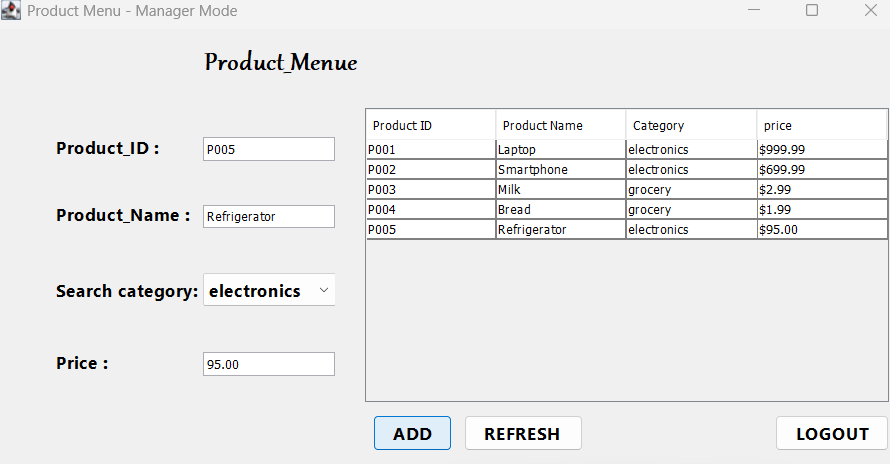 Product Menu - Manager Mode
Product_Menue
Product_ID :
P005
Product_Name :
Refrigerator
Search category:
electronics
Price :
95.00
Product ID Product Name Category price
P001 Laptop electronics $999.99
P002 Smartphone electronics $699.99
P003 Milk grocery $2.99
P004 Bread grocery $1.99
P005 Refrigerator electronics $95.00
ADD REFRESH LOGOUT